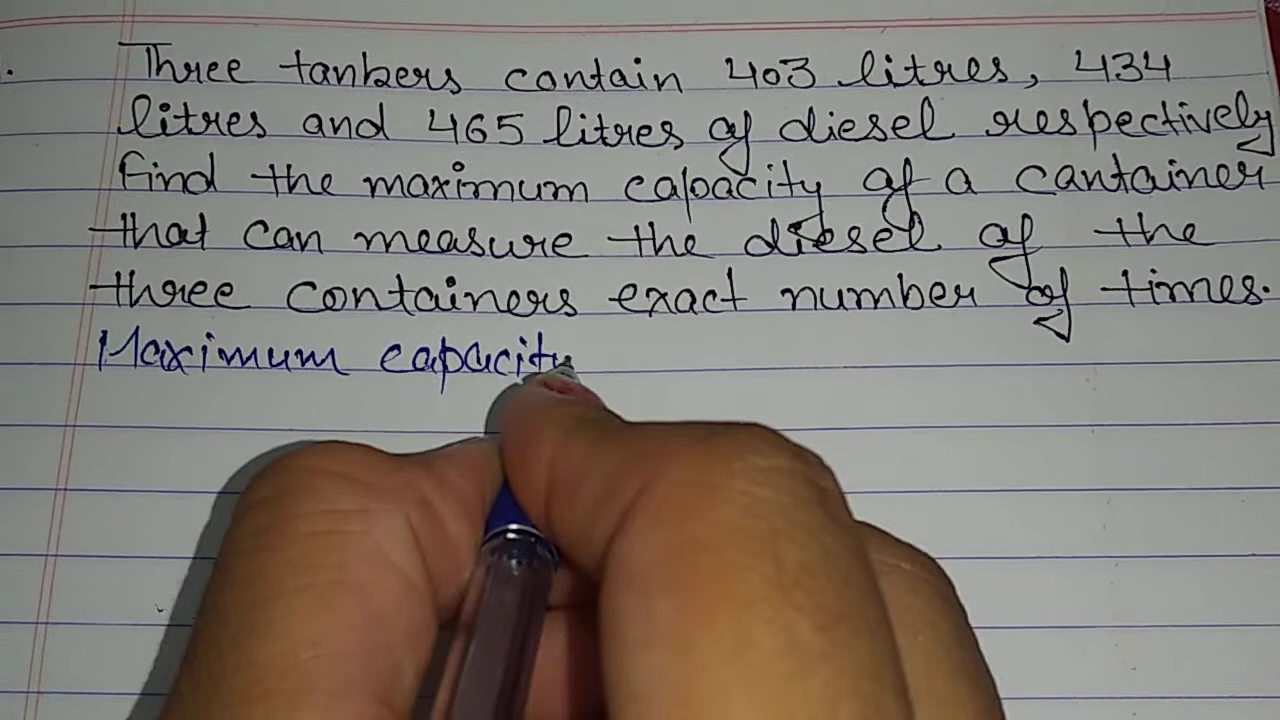 . Three tankers contain 403 litres, 434
litres and 465 litres of diesel respectively
find the maximum capacity of a cantainer
that can measure the diesel of the
three containers exact number of times.
Maximum capacity